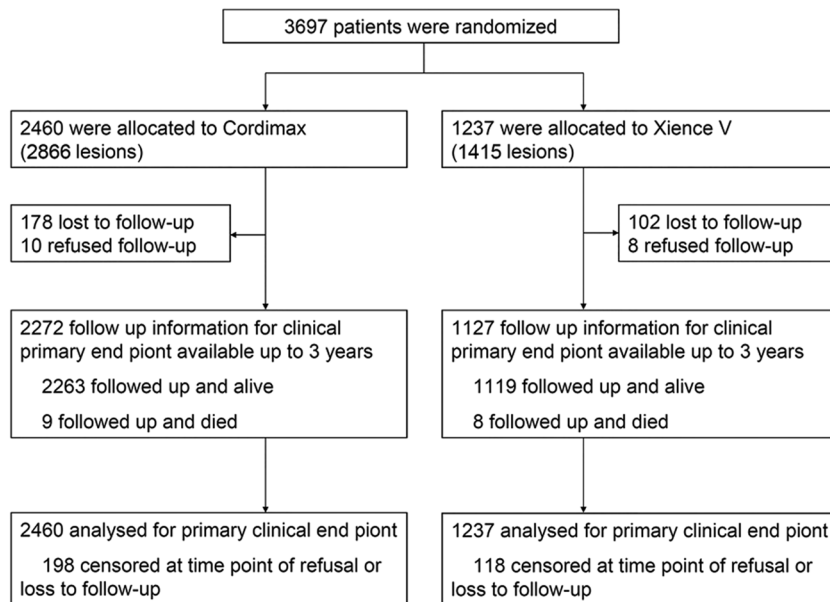 3697 patients were randomized
2460 were allocated to Cordimax
(2866 lesions)
1237 were allocated to Xience V
(1415 lesions)
178 lost to follow-up
10 refused follow-up
102 lost to follow-up
8 refused follow-up
2272 follow up information for clinical
primary end piont available up to 3 years
2263 followed up and alive
9 followed up and died
1127 follow up information for clinical
primary end piont available up to 3 years
1119 followed up and alive
8 followed up and died
2460 analysed for primary clinical end piont
198 censored at time point of refusal or
loss to follow-up
1237 analysed for primary clinical end piont
118 censored at time point of refusal or
loss to follow-up